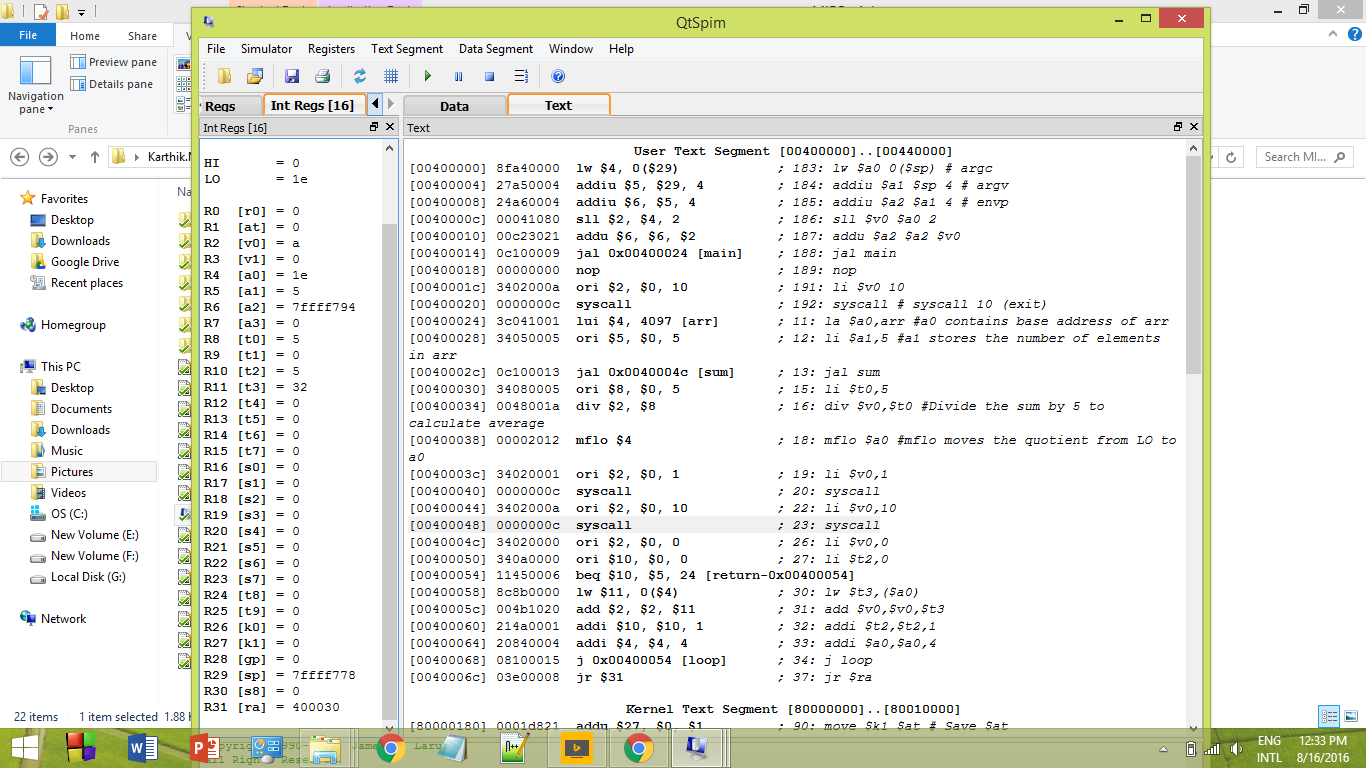 QtSpim
File Home Share
Preview pane
Details pane
Navigation pane
Panes
Karthik.M
Search MI...
Na
Favorites
Desktop
Downloads
Google Drive
Recent places
Homegroup
This PC
Desktop
Documents
Downloads
Music
Pictures
Videos
OS (C:)
New Volume (E:)
New Volume (F:)
Local Disk (G:)
Network
22 items 1 item selected 1.88 K
File Simulator Registers Text Segment Data Segment Window Help
Regs Int Regs [16] Data Text
Int Regs [16]
HI = 0
LO = 1e
R0 [r0] = 0
R1 [at] = 0
R2 [v0] = a
R3 [v1] = 0
R4 [a0] = 1e
R5 [a1] = 5
R6 [a2] = 7ffff794
R7 [a3] = 0
R8 [t0] = 5
R9 [t1] = 0
R10 [t2] = 5
R11 [t3] = 32
R12 [t4] = 0
R13 [t5] = 0
R14 [t6] = 0
R15 [t7] = 0
R16 [s0] = 0
R17 [s1] = 0
R18 [s2] = 0
R19 [s3] = 0
R20 [s4] = 0
R21 [s5] = 0
R22 [s6] = 0
R23 [s7] = 0
R24 [t8] = 0
R25 [t9] = 0
R26 [k0] = 0
R27 [k1] = 0
R28 [gp] = 0
R29 [sp] = 7ffff778
R30 [s8] = 0
R31 [ra] = 400030
Text
User Text Segment [00400000]..[00440000]
[00400000] 8fa40000 lw $4, 0($29) ; 183: lw $a0 0($sp) # argc
[00400004] 27a50004 addiu $5, $29, 4 ; 184: addiu $a1 $sp 4 # argv
[00400008] 24a60004 addiu $6, $5, 4 ; 185: addiu $a2 $a1 4 # envp
[0040000c] 00041080 sll $2, $4, 2 ; 186: sll $v0 $a0 2
[00400010] 00c23021 addu $6, $6, $2 ; 187: addu $a2 $a2 $v0
[00400014] 0c100009 jal 0x00400024 [main] ; 188: jal main
[00400018] 00000000 nop ; 189: nop
[0040001c] 3402000a ori $2, $0, 10 ; 191: li $v0 10
[00400020] 0000000c syscall ; 192: syscall # syscall 10 (exit)
[00400024] 3c041001 lui $4, 4097 [arr] ; 11: la $a0,arr #a0 contains base address of arr
[00400028] 34050005 ori $5, $0, 5 ; 12: li $a1,5 #a1 stores the number of elements
in arr
[0040002c] 0c100013 jal 0x0040004c [sum] ; 13: jal sum
[00400030] 34080005 ori $8, $0, 5 ; 15: li $t0,5
[00400034] 0048001a div $2, $8 ; 16: div $v0,$t0 #Divide the sum by 5 to
calculate average
[00400038] 00002012 mflo $4 ; 18: mflo $a0 #mflo moves the quotient from LO to
a0
[0040003c] 34020001 ori $2, $0, 1 ; 19: li $v0,1
[00400040] 0000000c syscall ; 20: syscall
[00400044] 3402000a ori $2, $0, 10 ; 22: li $v0,10
[00400048] 0000000c syscall ; 23: syscall
[0040004c] 34020000 ori $2, $0, 0 ; 26: li $v0,0
[00400050] 340a0000 ori $10, $0, 0 ; 27: li $t2,0
[00400054] 11450006 beq $10, $5, 24 [return-0x00400054]
[00400058] 8c8b0000 lw $11, 0($4) ; 30: lw $t3,($a0)
[0040005c] 004b1020 add $2, $2, $11 ; 31: add $v0,$v0,$t3
[00400060] 214a0001 addi $10, $10, 1 ; 32: addi $t2,$t2,1
[00400064] 20840004 addi $4, $4, 4 ; 33: addi $a0,$a0,4
[00400068] 08100015 j 0x00400054 [loop] ; 34: j loop
[0040006c] 03e00008 jr $31 ; 37: jr $ra
Kernel Text Segment [80000000]..[80010000]
[80000180] 0001d821 addu $27, $0, $1 ; 90: move $k1 $at # Save $at
ENG 12:33 PM
INTL 8/16/2016